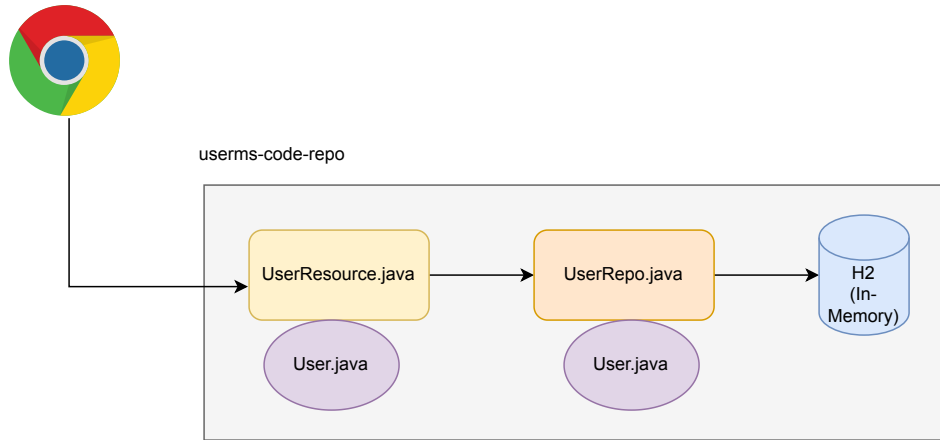 userms-code-repo
UserResource.java
UserRepo.java
H2
(In-
Memory)
User.java
User.java